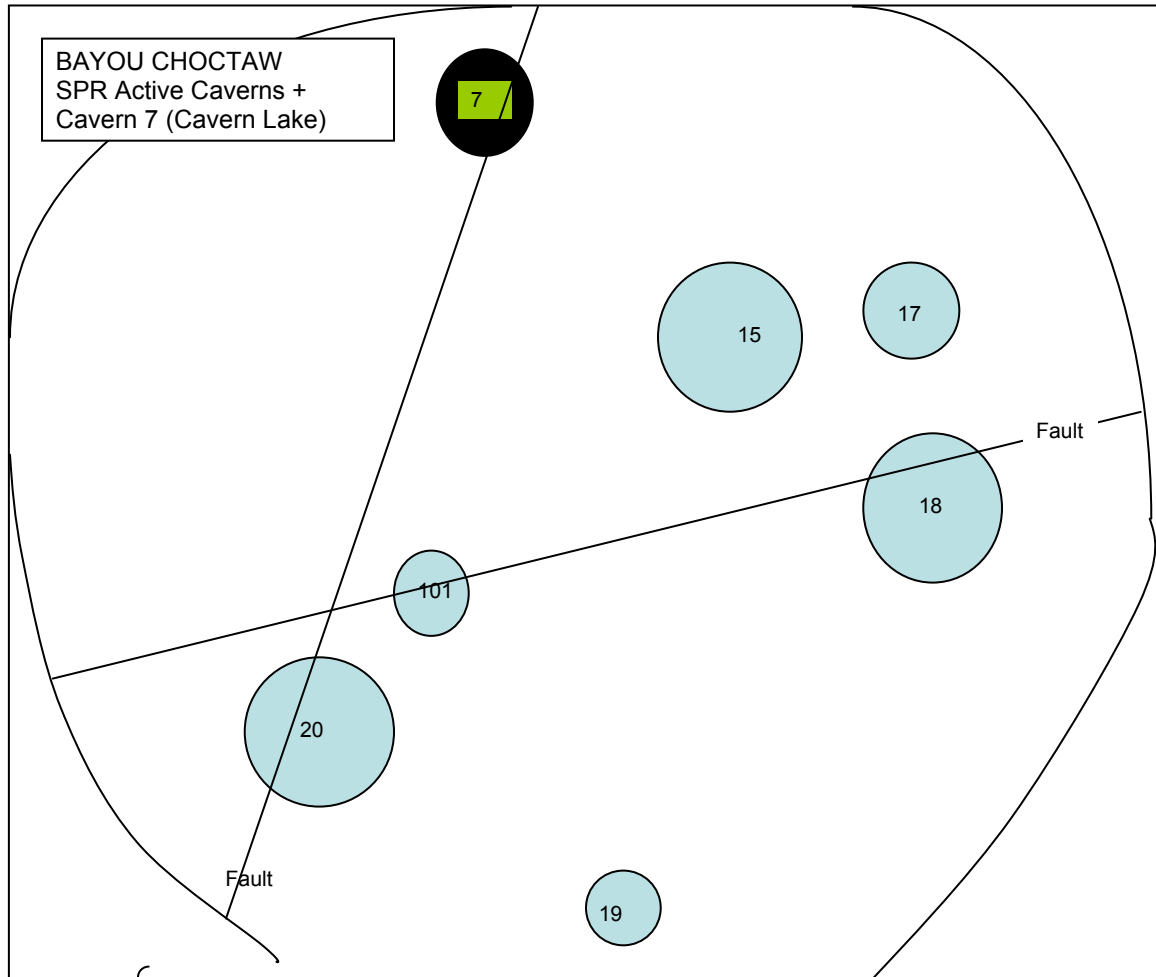 BAYOU CHOCTAW
SPR Active Caverns +
Cavern 7 (Cavern Lake)
7
15
17
Fault
18
101
20
Fault
19